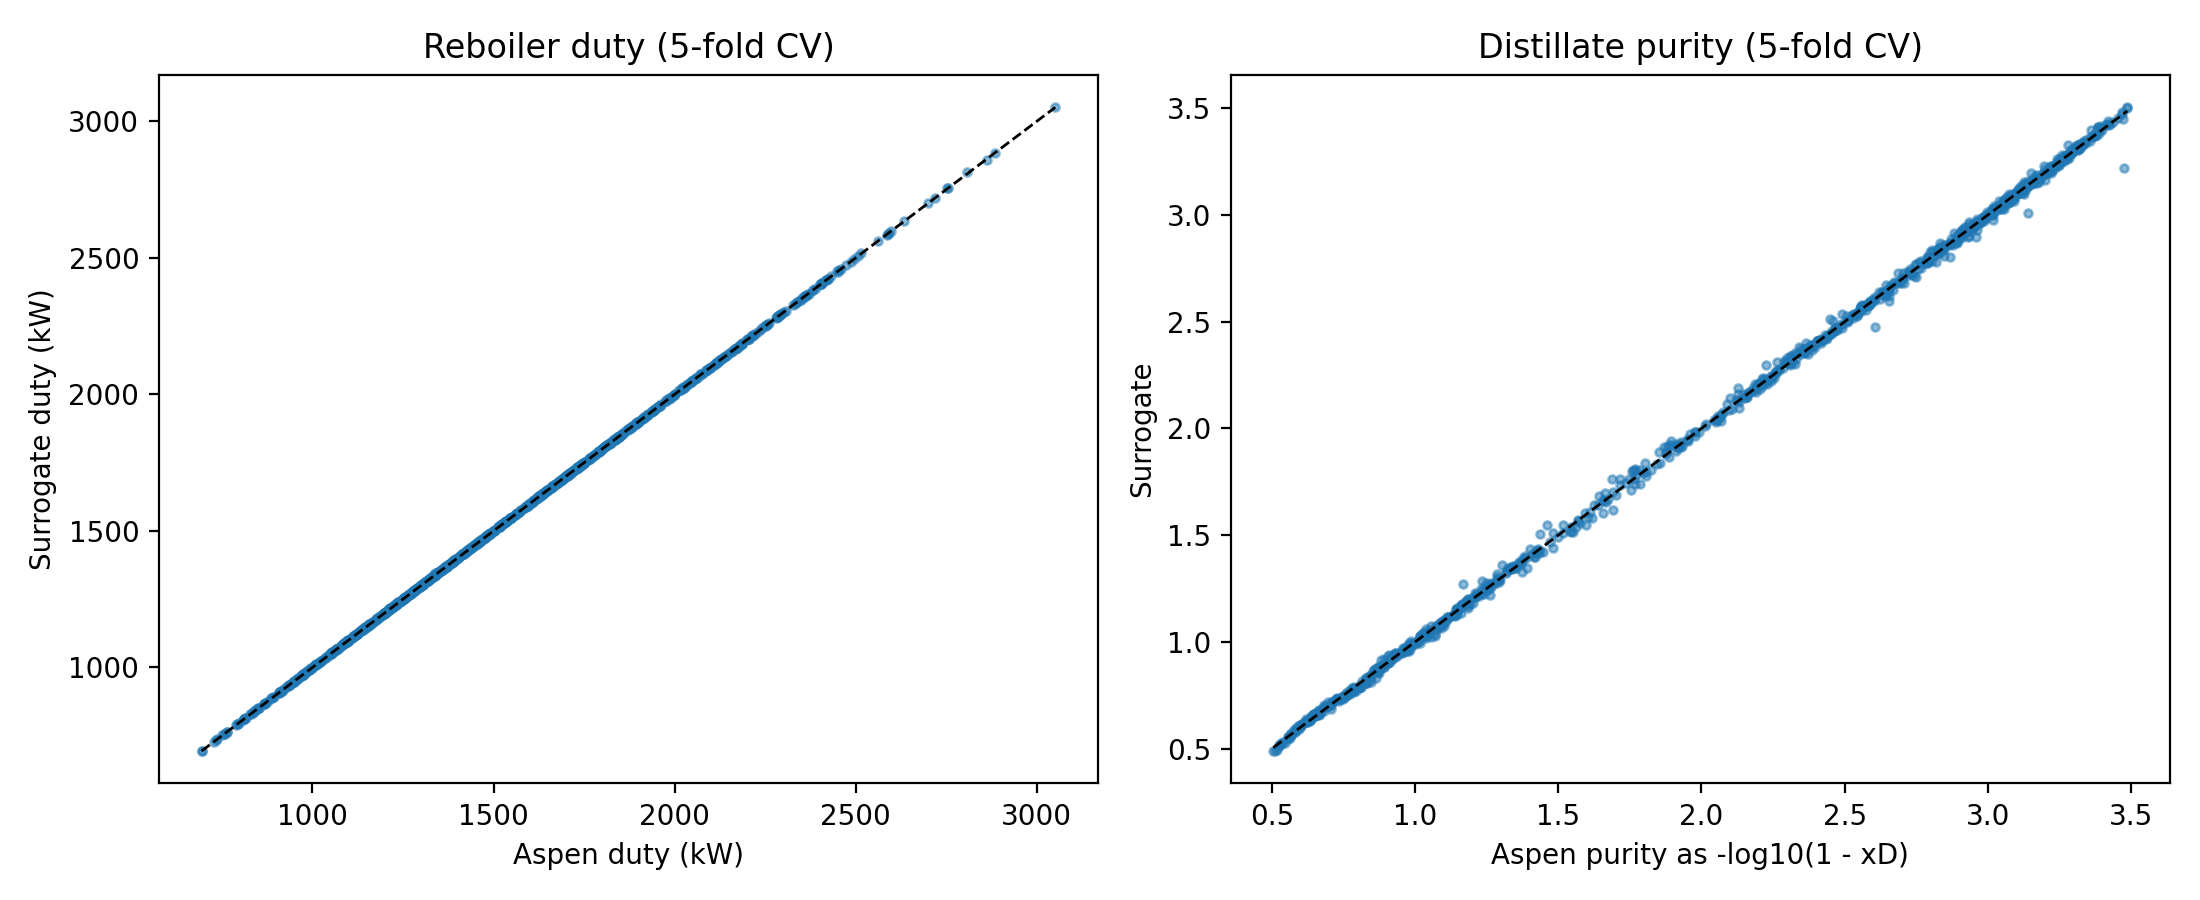 Reboiler duty (5-fold CV)
3000
2500
2000
1500
1000
Surrogate duty (kW)
1000 1500 2000 2500 3000
Aspen duty (kW)
Distillate purity (5-fold CV)
3.5
3.0
2.5
2.0
1.5
1.0
0.5
Surrogate
0.5 1.0 1.5 2.0 2.5 3.0 3.5
Aspen purity as -log10(1 - xD)